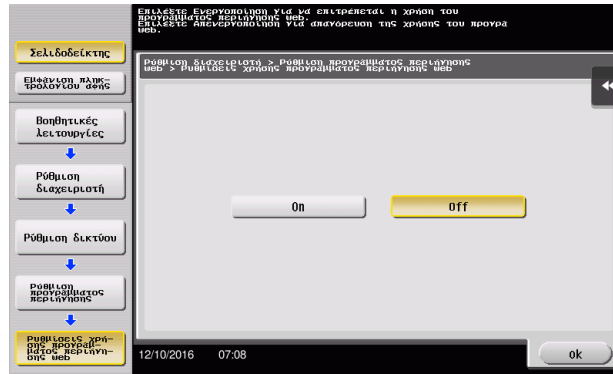 Επιλέξτε Ενεργοποίηση για να επιτρέπεται η χρήση του
προγράμματος περιήγησης web.
Επιλέξτε Απενεργοποίηση για απαγόρευση της χρήσης του προγρά
web.
Σελιδοδείκτης
Εμφάνιση πληκ-
τρολογίου αφής
Ρύθμιση διαχειριστή > Ρύθμιση προγράμματος περιήγησης
web > Ρυθμίσεις χρήσης προγράμματος περιήγησης web
Βοηθητικές
λειτουργίες
Ρύθμιση
διαχειριστή
Ρύθμιση δικτύου
Ρύθμιση
προγράμματος
περιήγησης
Ρυθμίσεις χρή-
σης προγράμ-
ματος περιήγη-
σης web
On
Off
12/10/2016 07:08
ok